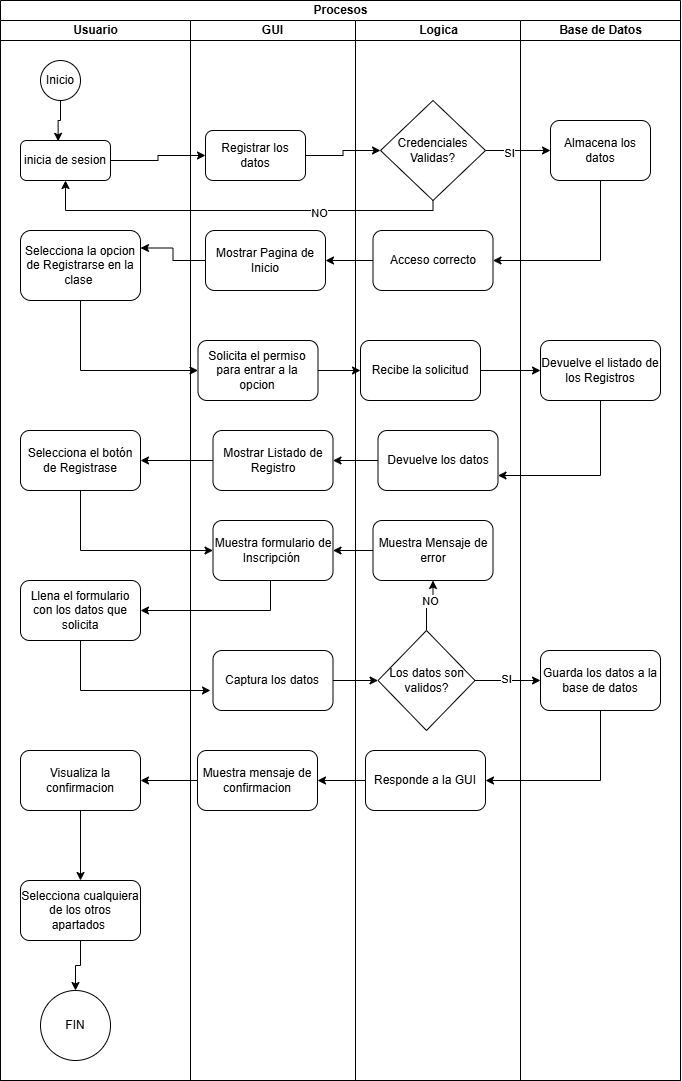 Procesos
Usuario
GUI
Logica
Base de Datos
Inicio
inicia de sesion
Registrar los
datos
Credenciales
Validas?
SI
Almacena los
datos
NO
Selecciona la opcion
de Registrarse en la
clase
Mostrar Pagina de
Inicio
Acceso correcto
Solicita el permiso
para entrar a la
opcion
Recibe la solicitud
Devuelve el listado de
los Registros
Selecciona el botón
de Registrase
Mostrar Listado de
Registro
Devuelve los datos
Muestra formulario de
Inscripción
Muestra Mensaje de
error
NO
Llena el formulario
con los datos que
solicita
Captura los datos
Los datos son
validos?
SI
Guarda los datos a la
base de datos
Visualiza la
confirmacion
Muestra mensaje de
confirmacion
Responde a la GUI
Selecciona cualquiera
de los otros
apartados
FIN